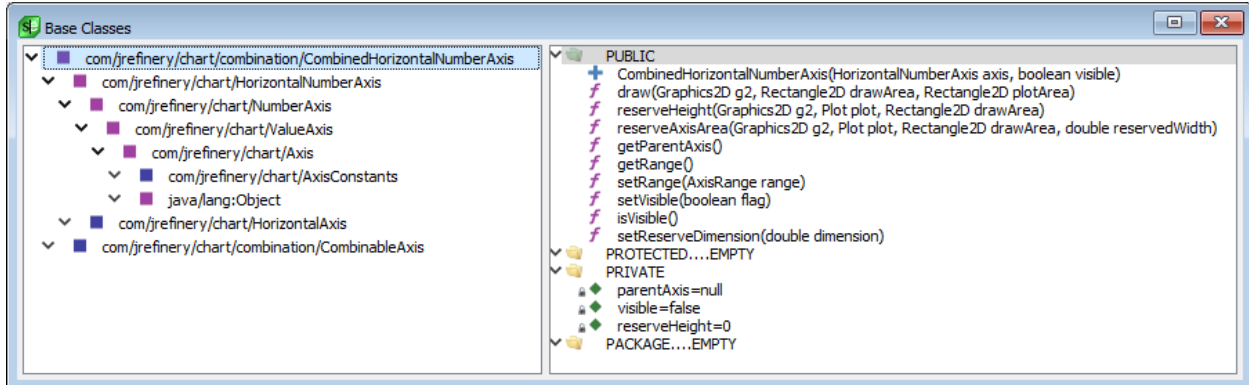 Base Classes
com/jrefinery/chart/combination/CombinedHorizontalNumberAxis
com/jrefinery/chart/HorizontalNumberAxis
com/jrefinery/chart/NumberAxis
com/jrefinery/chart/ValueAxis
com/jrefinery/chart/Axis
com/jrefinery/chart/AxisConstants
java/lang:Object
com/jrefinery/chart/HorizontalAxis
com/jrefinery/chart/combination/CombinableAxis
PUBLIC
CombinedHorizontalNumberAxis(HorizontalNumberAxis axis, boolean visible)
draw(Graphics2D g2, Rectangle2D drawArea, Rectangle2D plotArea)
reserveHeight(Graphics2D g2, Plot plot, Rectangle2D drawArea)
reserveAxisArea(Graphics2D g2, Plot plot, Rectangle2D drawArea, double reservedWidth)
getParentAxis()
getRange()
setRange(AxisRange range)
setVisible(boolean flag)
isVisible()
setReserveDimension(double dimension)
PROTECTED....EMPTY
PRIVATE
parentAxis=null
visible=false
reserveHeight=0
PACKAGE....EMPTY